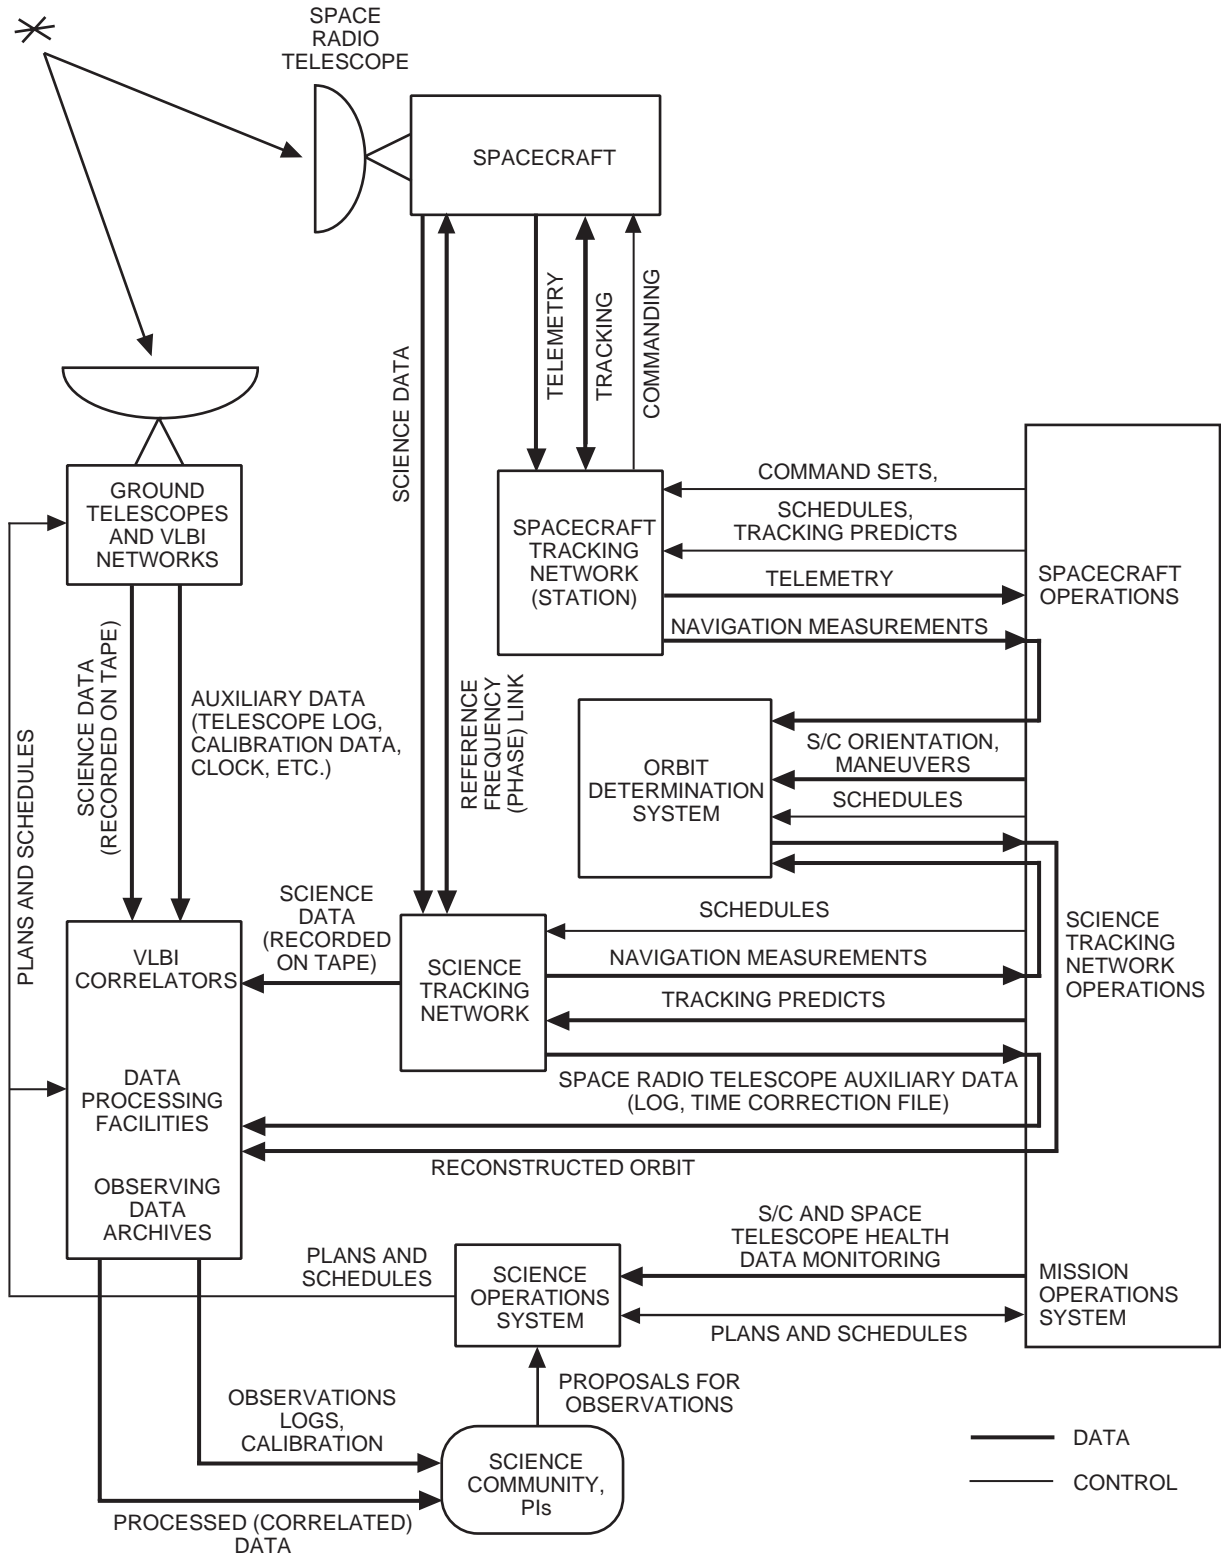 SPACE
RADIO
TELESCOPE
SPACECRAFT
SCIENCE DATA
TELEMETRY
TRACKING
COMMANDING
GROUND
TELESCOPES
AND VLBI
NETWORKS
SPACECRAFT
TRACKING
NETWORK
(STATION)
COMMAND SETS,
SCHEDULES,
TRACKING PREDICTS
TELEMETRY
NAVIGATION MEASUREMENTS
SPACECRAFT
OPERATIONS
PLANS AND SCHEDULES
SCIENCE DATA
(RECORDED ON TAPE)
AUXILIARY DATA
(TELESCOPE LOG,
CALIBRATION DATA,
CLOCK, ETC.)
REFERENCE
FREQUENCY
(PHASE) LINK
ORBIT
DETERMINATION
SYSTEM
S/C ORIENTATION,
MANEUVERS
SCHEDULES
VLBI
CORRELATORS
DATA
PROCESSING
FACILITIES
OBSERVING
DATA
ARCHIVES
SCIENCE
DATA
(RECORDED
ON TAPE)
SCIENCE
TRACKING
NETWORK
SCHEDULES
NAVIGATION MEASUREMENTS
TRACKING PREDICTS
SPACE RADIO TELESCOPE AUXILIARY DATA
(LOG, TIME CORRECTION FILE)
RECONSTRUCTED ORBIT
SCIENCE
TRACKING
NETWORK
OPERATIONS
PLANS AND
SCHEDULES
SCIENCE
OPERATIONS
SYSTEM
S/C AND SPACE
TELESCOPE HEALTH
DATA MONITORING
PLANS AND SCHEDULES
MISSION
OPERATIONS
SYSTEM
PROPOSALS FOR
OBSERVATIONS
OBSERVATIONS
LOGS,
CALIBRATION
SCIENCE
COMMUNITY,
PIs
PROCESSED (CORRELATED)
DATA
DATA
CONTROL